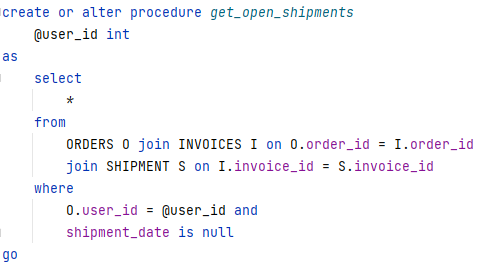 create or alter procedure get_open_shipments
@user_id int
as
select
*
from
ORDERS O join INVOICES I on O.order_id = I.order_id
join SHIPMENT S on I.invoice_id = S.invoice_id
where
O.user_id = @user_id and
shipment_date is null
go